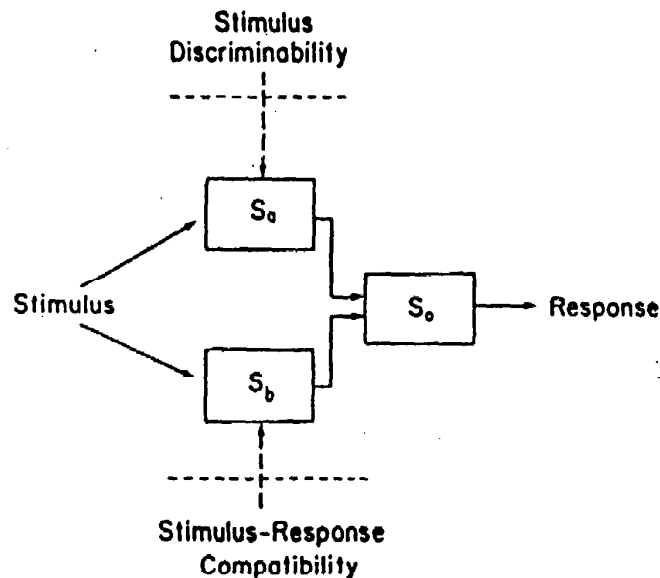 Stimulus
Discriminability
Sa
Stimulus
So
Response
Sb
Stimulus-Response
Compatibility